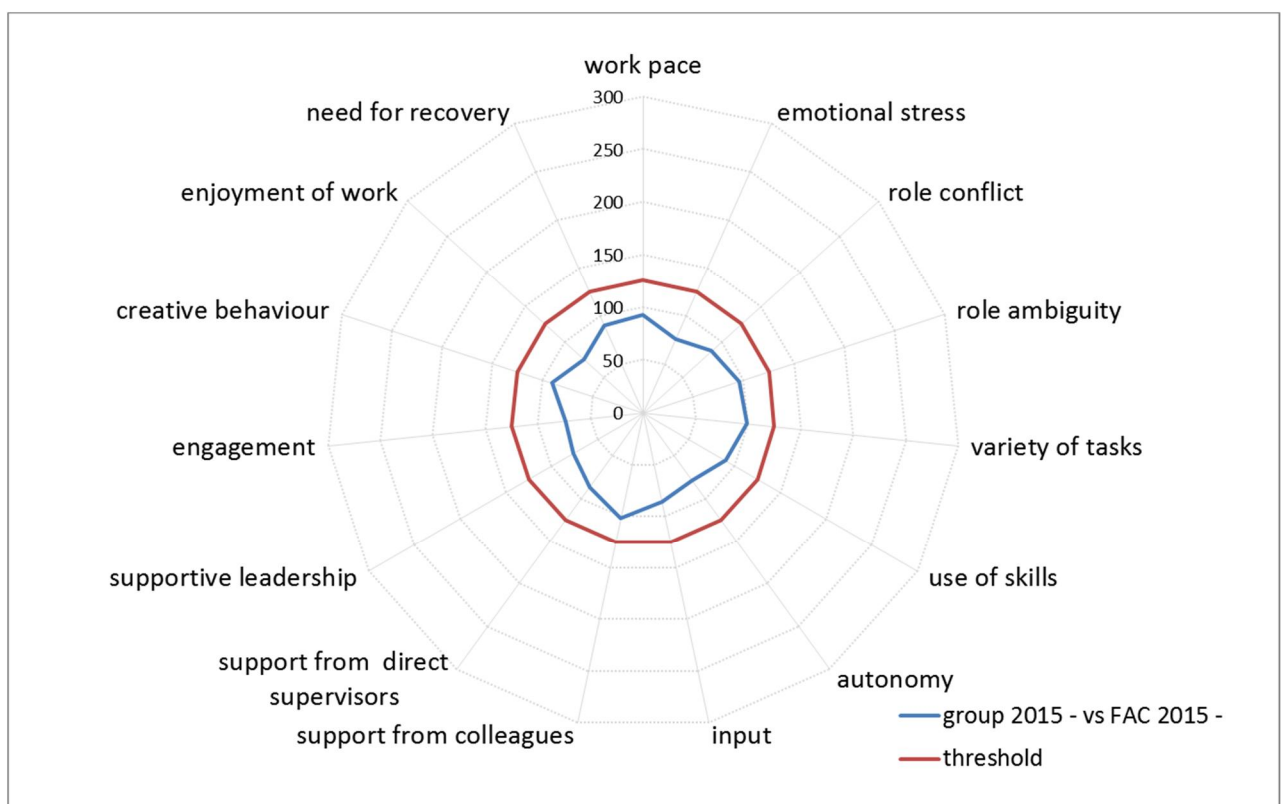 work pace
need for recovery
emotional stress
enjoyment of work
role conflict
creative behaviour
role ambiguity
engagement
variety of tasks
supportive leadership
use of skills
support from direct
supervisors
autonomy
support from colleagues
input
300
250
200
150
100
50
0
group 2015 - vs FAC 2015 -
threshold